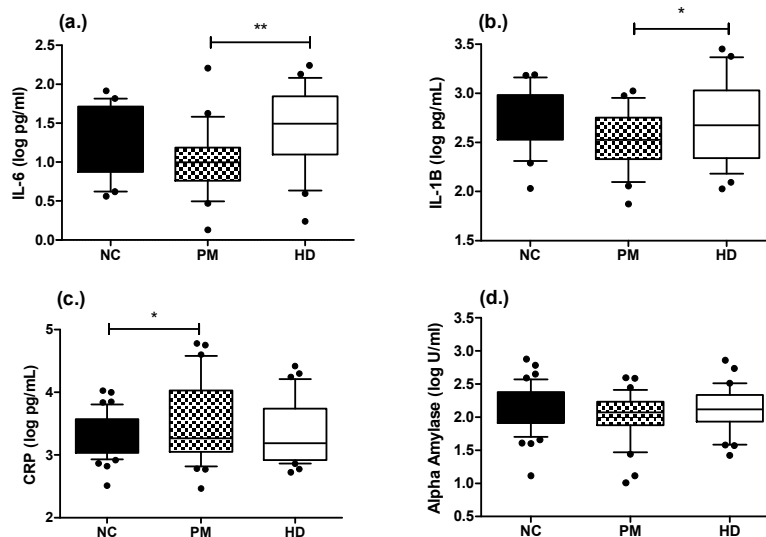 (a.)
**
IL-6 (log pg/ml)
2.5
2.0
1.5
1.0
0.5
0.0
NC PM HD
(b.)
*
IL-1B (log pg/mL)
3.5
3.0
2.5
2.0
1.5
NC PM HD
(c.)
*
CRP (log pg/mL)
5
4
3
2
NC PM HD
(d.)
Alpha Amylase (log U/ml)
3.0
2.5
2.0
1.5
1.0
0.5
NC PM HD